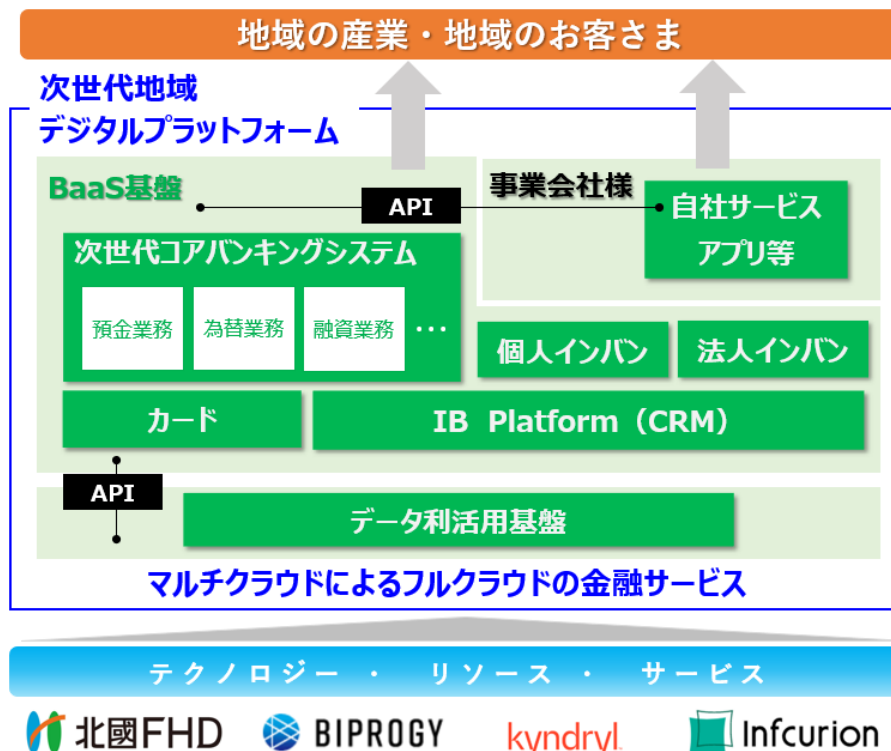 地域の産業・地域のお客さま
次世代地域
デジタルプラットフォーム
BaaS基盤
API
事業会社様
自社サービス
アプリ等
次世代コアバンキングシステム
預金業務
為替業務
融資業務
･･･
個人インバン
法人インバン
カード
IB Platform（CRM）
API
データ利活用基盤
マルチクラウドによるフルクラウドの金融サービス
テクノロジー ・ リソース ・ サービス
北國FHD
BIPROGY
kyndryl.
Infcurion